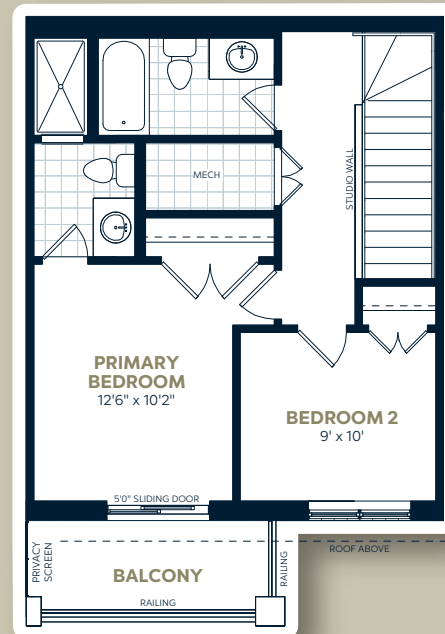 MECH
STUDIO WALL
PRIMARY
BEDROOM
12'6" x 10'2"
BEDROOM 2
9' x 10'
5'0" SLIDING DOOR
PRIVACY
SCREEN
BALCONY
RAILING
RAILING
ROOF ABOVE